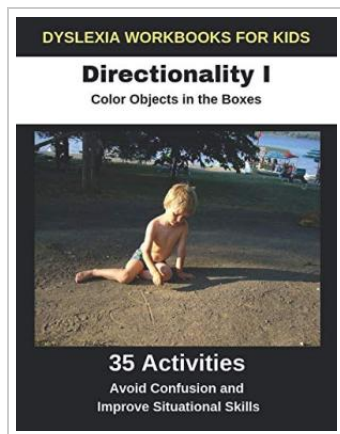 DYSLEXIA WORKBOOKS FOR KIDS
Directionality I
Color Objects in the Boxes
35 Activities
Avoid Confusion and
Improve Situational Skills